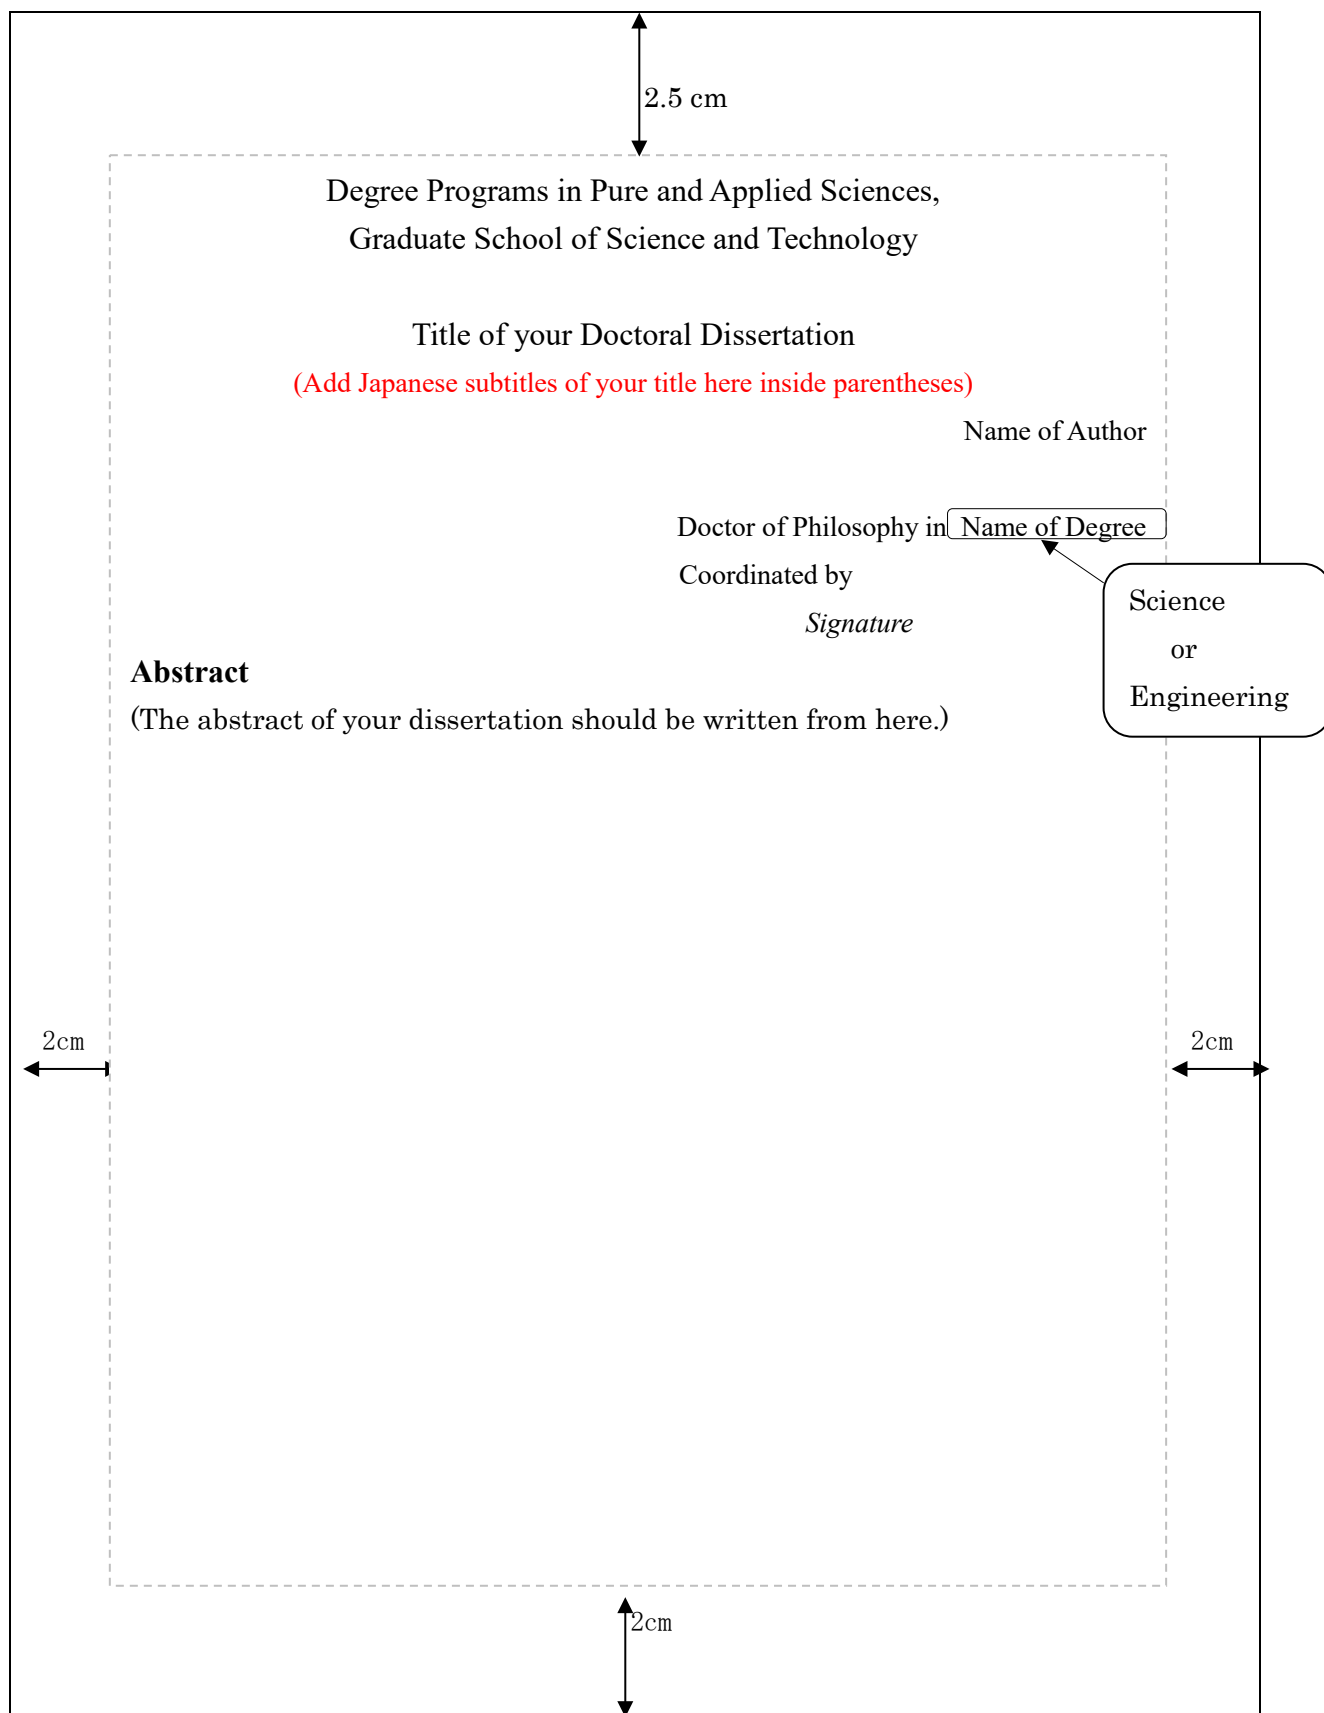 2.5 cm
Degree Programs in Pure and Applied Sciences,
Graduate School of Science and Technology
Title of your Doctoral Dissertation
(Add Japanese subtitles of your title here inside parentheses)
Name of Author
Doctor of Philosophy in Name of Degree
Coordinated by
Signature
Science
or
Engineering
Abstract
(The abstract of your dissertation should be written from here.)
2cm
2cm
2cm